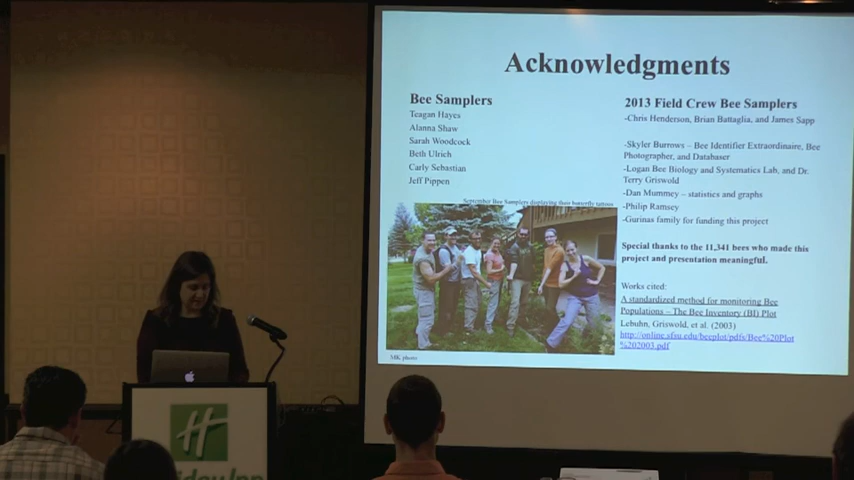 Acknowledgments
Bee Samplers
Teagan Hayes
Alanna Shaw
Sarah Woodcock
Beth Ulrich
Carly Sebastian
Jeff Pippen
September Bee Samplers displaying their butterfly tattoos
MK photo
2013 Field Crew Bee Samplers
-Chris Henderson, Brian Battaglia, and James Sapp
-Skyler Burrows – Bee Identifier Extraordinaire, Bee
Photographer, and Databaser
-Logan Bee Biology and Systematics Lab, and Dr.
Terry Griswold
-Dan Mummey – statistics and graphs
-Philip Ramsey
-Gurinas family for funding this project
Special thanks to the 11,341 bees who made this
project and presentation meaningful.
Works cited:
A standardized method for monitoring Bee
Populations – The Bee Inventory (BI) Plot
Lebuhn, Griswold, et al. (2003)
http://online.sfsu.edu/beeplot/pdfs/Bee%20Plot
%202003.pdf
H
Holiday Inn